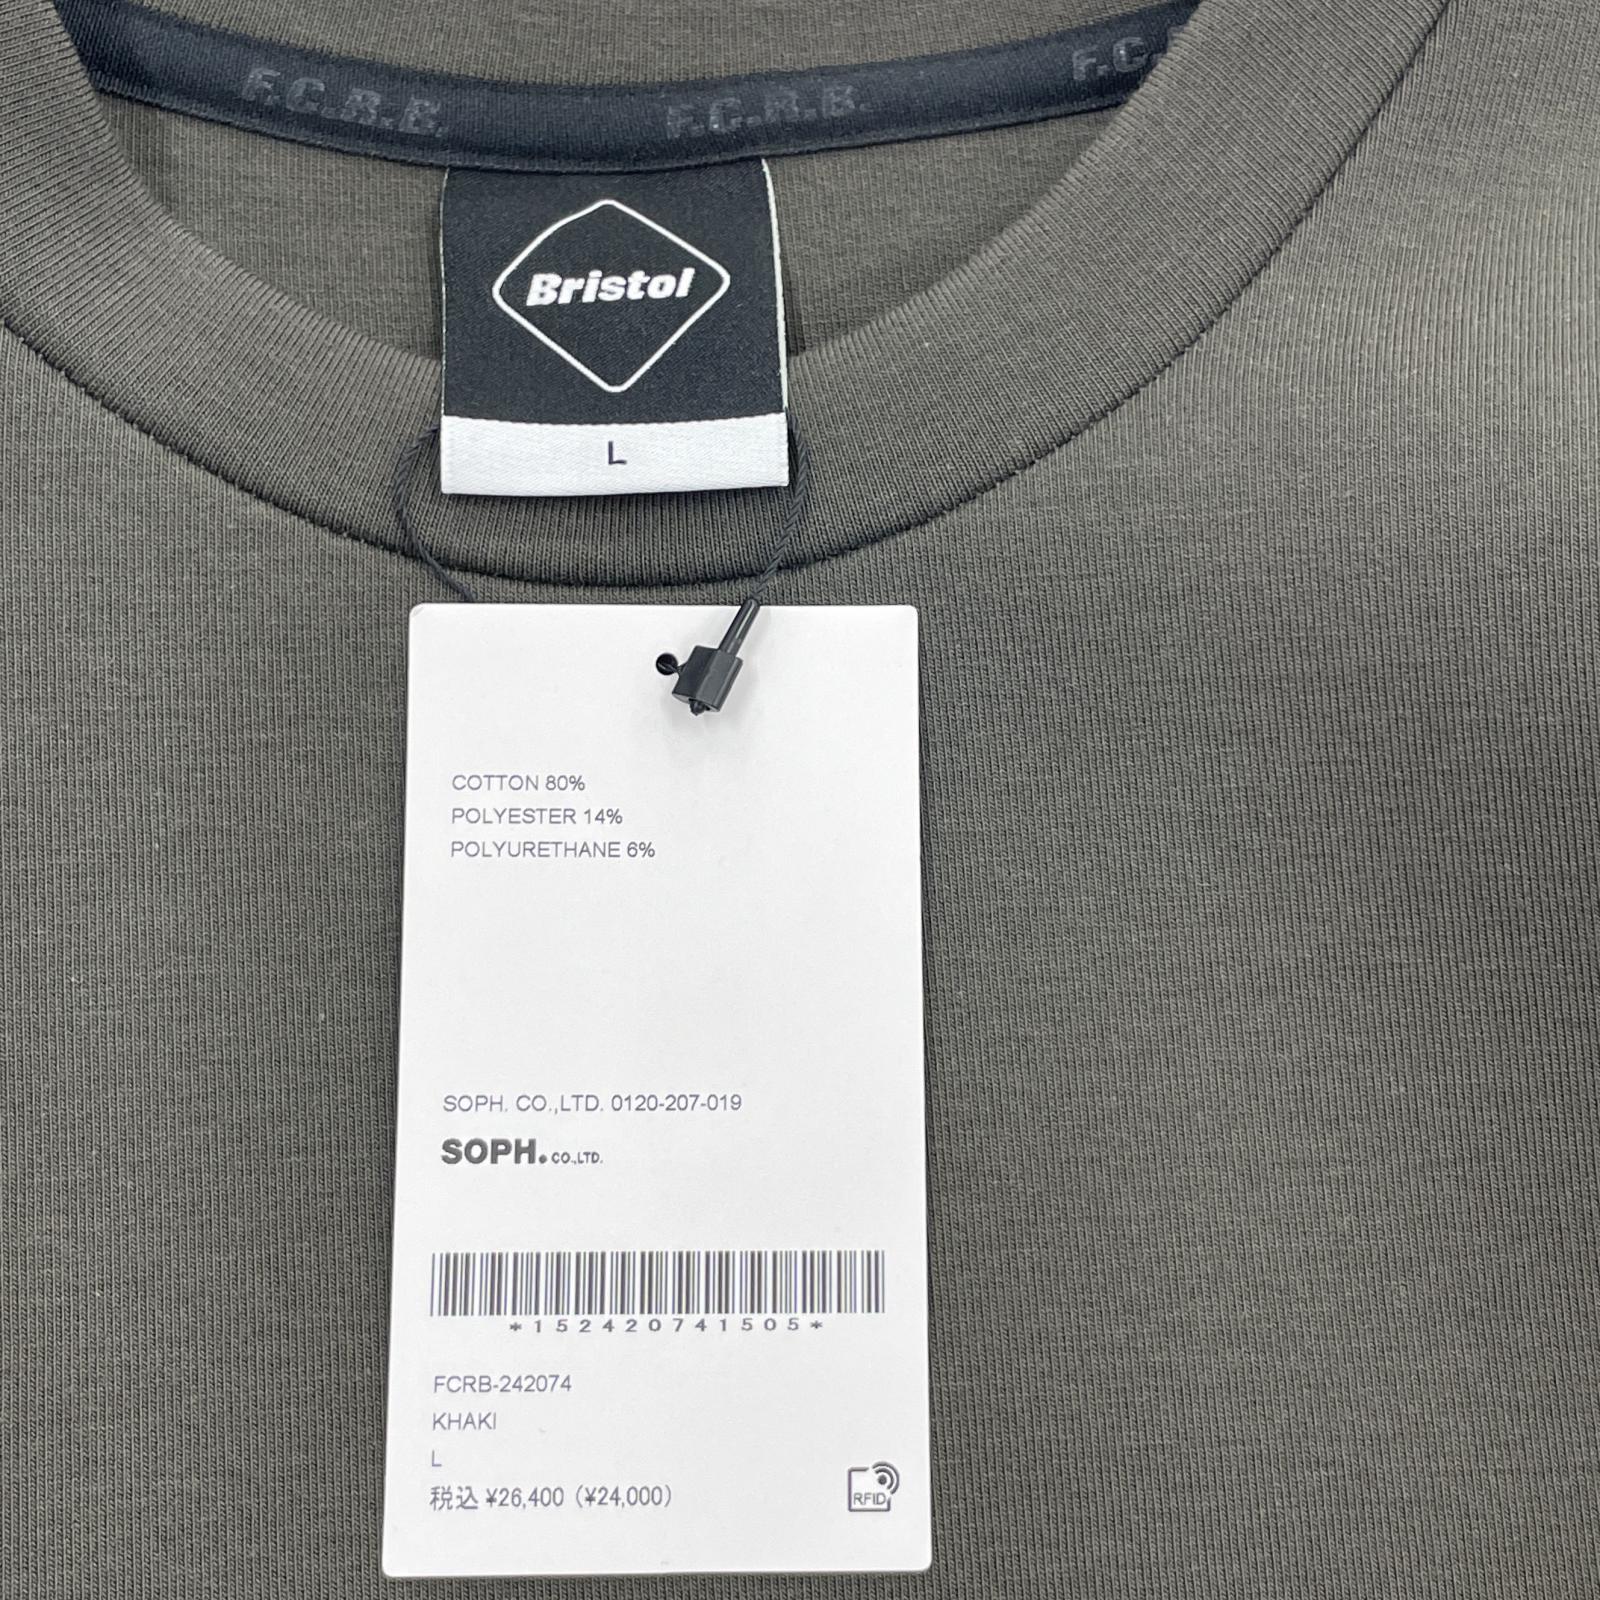 F.C.R.B. F.C.R.B. F.C
Bristol
L
COTTON 80%
POLYESTER 14%
POLYURETHANE 6%
SOPH. CO.,LTD. 0120-207-019
SOPH. CO.,LTD.
*152420741505*
FCRB-242074
KHAKI
L
税込 ¥26,400 (¥24,000)
RFID